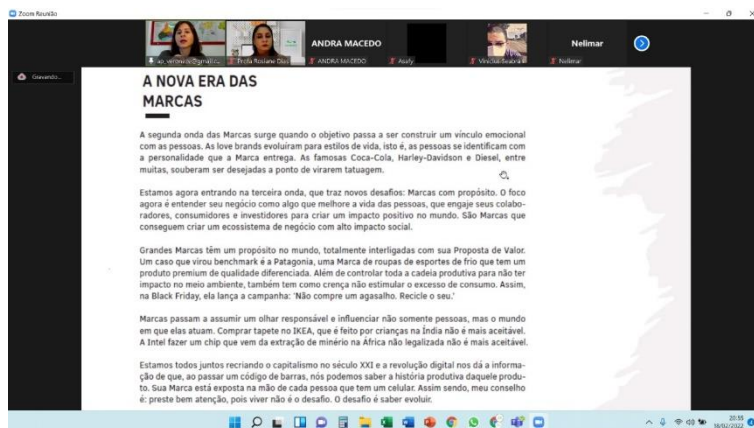 Zoom Reunião
ANDRA MACEDO
Nelimar
Profa Rosiane Dias
ANDRA MACEDO
Asafy
Vinicius Seabra
Nelimar
Gravando...
A NOVA ERA DAS
MARCAS
A segunda onda das Marcas surge quando o objetivo passa a ser construir um vínculo emocional
com as pessoas. As love brands evoluíram para estilos de vida, isto é, as pessoas se identificam com
a personalidade que a Marca entrega. As famosas Coca-Cola, Harley-Davidson e Diesel, entre
muitas, souberam ser desejadas a ponto de virarem tatuagem.
Estamos agora entrando na terceira onda, que traz novos desafios: Marcas com propósito. O foco
agora é entender seu negócio como algo que melhore a vida das pessoas, que engaje seus colabo-
radores, consumidores e investidores para criar um impacto positivo no mundo. São Marcas que
conseguem criar um ecossistema de negócio com alto impacto social.
Grandes Marcas têm um propósito no mundo, totalmente interligadas com sua Proposta de Valor.
Um caso que virou benchmark é a Patagonia, uma Marca de roupas de esportes de frio que tem um
produto premium de qualidade diferenciada. Além de controlar toda a cadeia produtiva para não ter
impacto no meio ambiente, também tem como crença não estimular o excesso de consumo. Assim,
na Black Friday, ela lança a campanha: 'Não compre um agasalho. Recicle o seu.'
Marcas passam a assumir um olhar responsável e influenciar não somente pessoas, mas o mundo
em que elas atuam. Comprar tapete no IKEA, que é feito por crianças na Índia não é mais aceitável.
A Intel fazer um chip que vem da extração de minério na África não legalizada não é mais aceitável.
Estamos todos juntos recriando o capitalismo no século XXI e a revolução digital nos dá a informa-
ção de que, ao passar um código de barras, nós podemos saber a história produtiva daquele produ-
to. Sua Marca está exposta na mão de cada pessoa que tem um celular. Assim sendo, meu conselho
é: preste bem atenção, pois viver não é o desafio. O desafio é saber evoluir.
20:55
18/02/2022